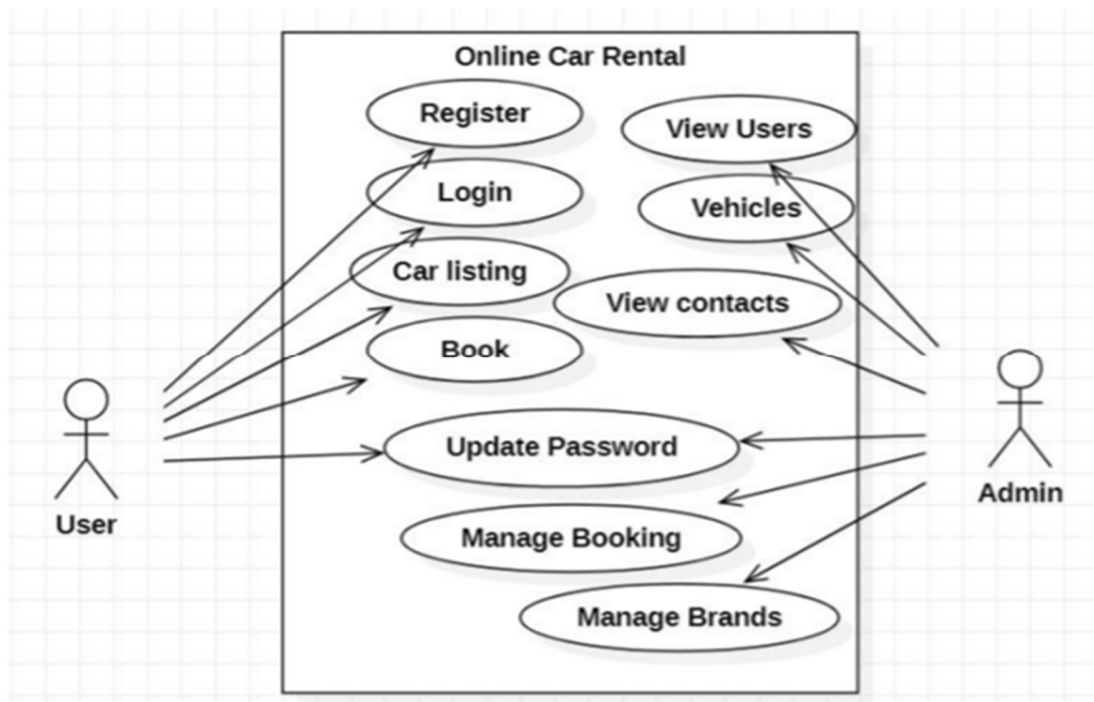 Online Car Rental
Register
View Users
Login
Vehicles
Car listing
View contacts
Book
Update Password
Manage Booking
Manage Brands
User
Admin